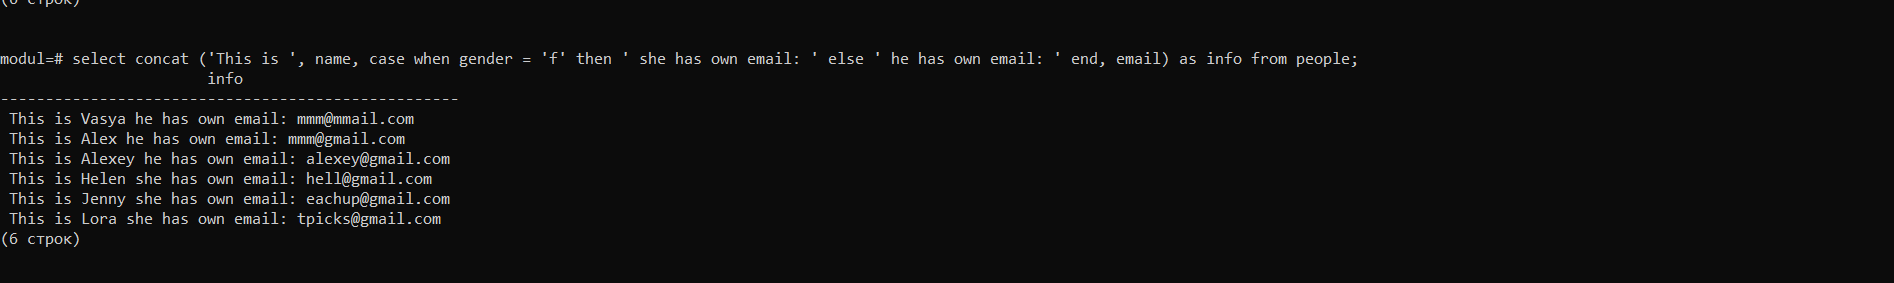 (6 строк)
modul=# select concat ('This is ', name, case when gender = 'f' then ' she has own email: ' else ' he has own email: ' end, email) as info from people;
info
---------------------------------------------------
This is Vasya he has own email: mmm@mmail.com
This is Alex he has own email: mmm@gmail.com
This is Alexey he has own email: alexey@gmail.com
This is Helen she has own email: hell@gmail.com
This is Jenny she has own email: eachup@gmail.com
This is Lora she has own email: tpicks@gmail.com
(6 строк)